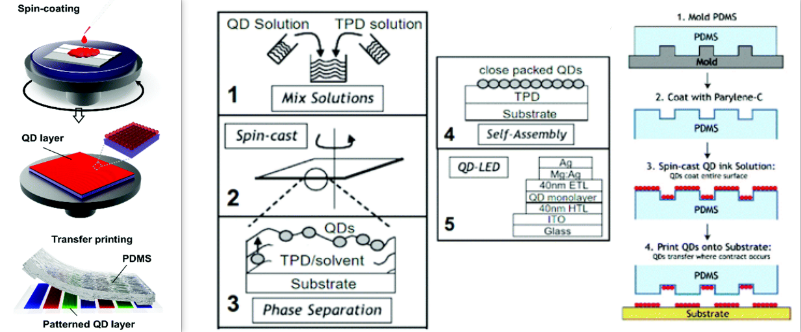 Spin-coating
QD layer
Transfer printing
PDMS
Patterned QD layer
QD Solution TPD solution
1
Mix Solutions
Spin-cast
2
QDs
TPD/solvent
Substrate
3
Phase Separation
close packed QDs
TPD
Substrate
4
Self-Assembly
QD-LED
Ag
Mg:Ag
40nm ETL
QD monolayer
40nm HTL
ITO
Glass
5
1. Mold PDMS
PDMS
Mold
2. Coat with Parylene-C
PDMS
3. Spin-cast QD ink Solution:
QDs coat entire surface
PDMS
4. Print QDs onto Substrate:
QDs transfer where contract occurs
PDMS
Substrate